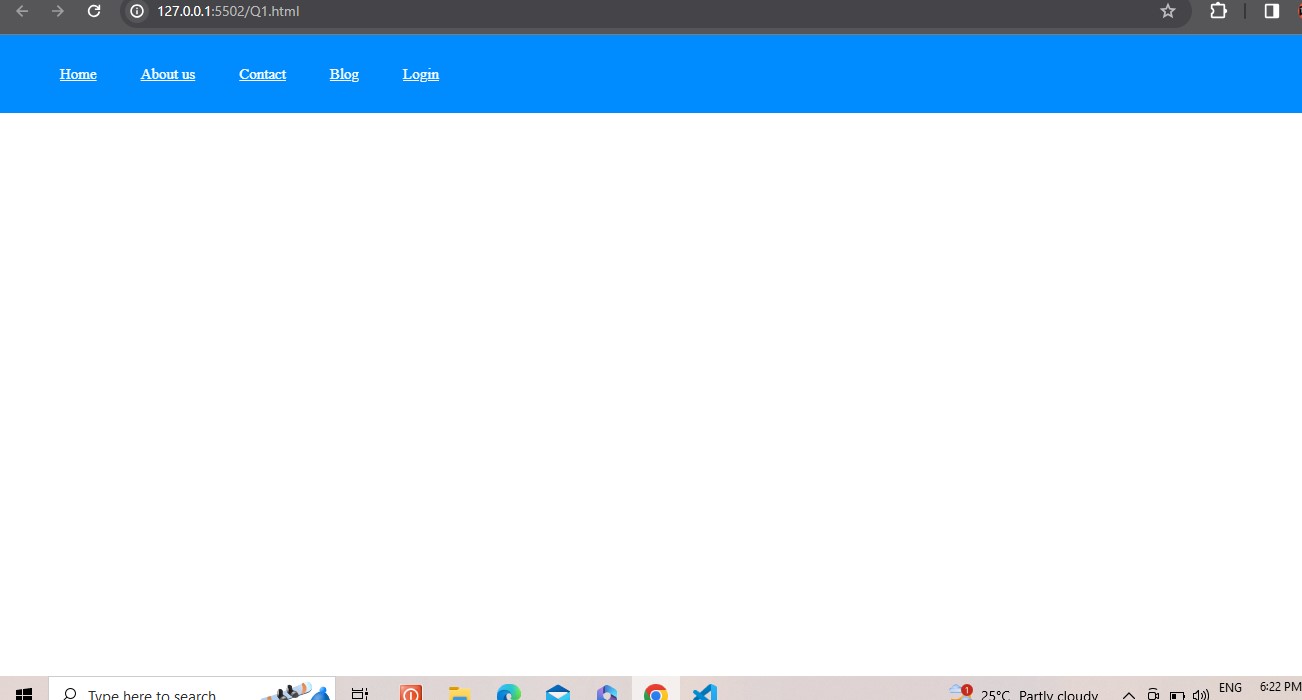 127.0.0.1:5502/Q1.html
Home About us Contact Blog Login
Type here to search
1
25°C Partly cloudy
ENG
6:22 PM